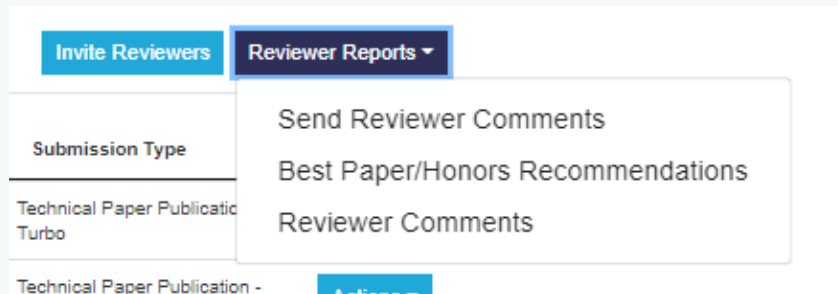 Invite Reviewers
Reviewer Reports
Send Reviewer Comments
Best Paper/Honors Recommendations
Reviewer Comments
Submission Type
Technical Paper Publicatio
Turbo
Technical Paper Publication -
Actions